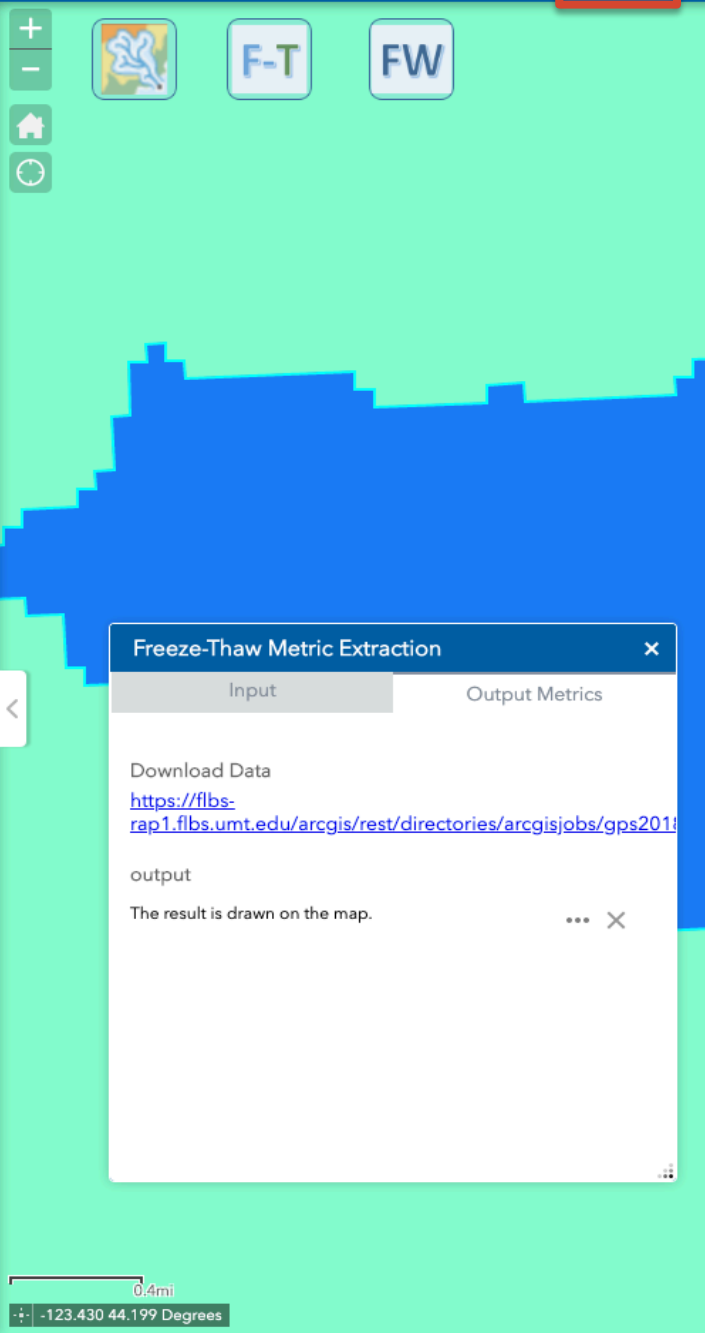 +
F-T
FW
−
Freeze-Thaw Metric Extraction
Input
Output Metrics
Download Data
https://flbs-
rap1.flbs.umt.edu/arcgis/rest/directories/arcgisjobs/gps201
output
The result is drawn on the map.
0.4mi
-123.430 44.199 Degrees